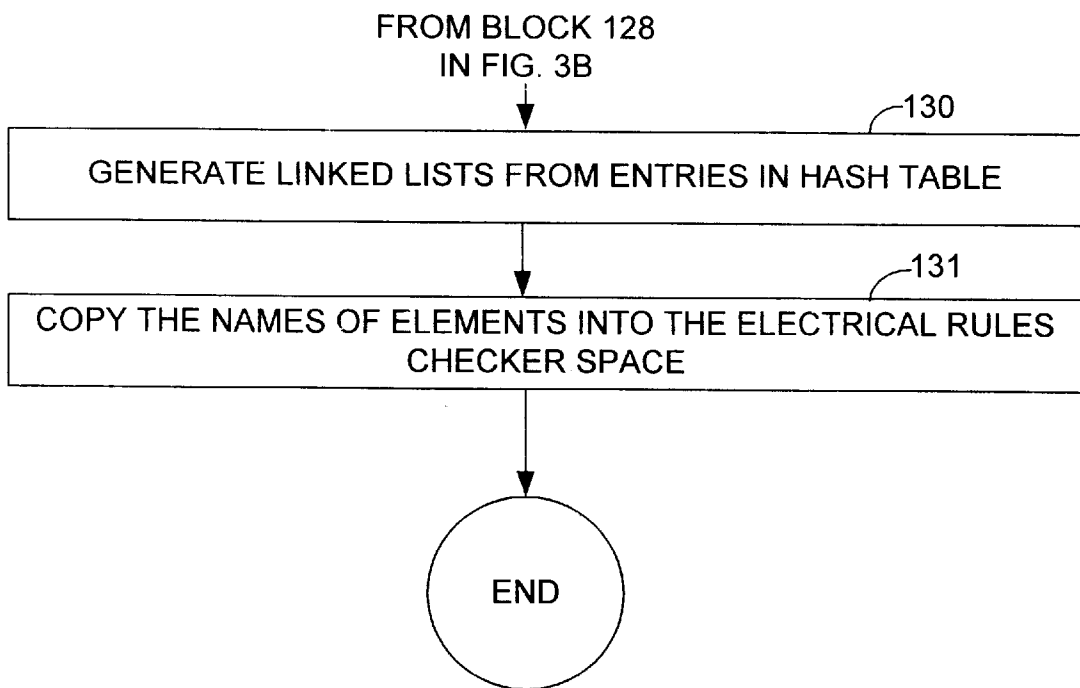 FROM BLOCK 128
IN FIG. 3B
130
GENERATE LINKED LISTS FROM ENTRIES IN HASH TABLE
131
COPY THE NAMES OF ELEMENTS INTO THE ELECTRICAL RULES
CHECKER SPACE
END